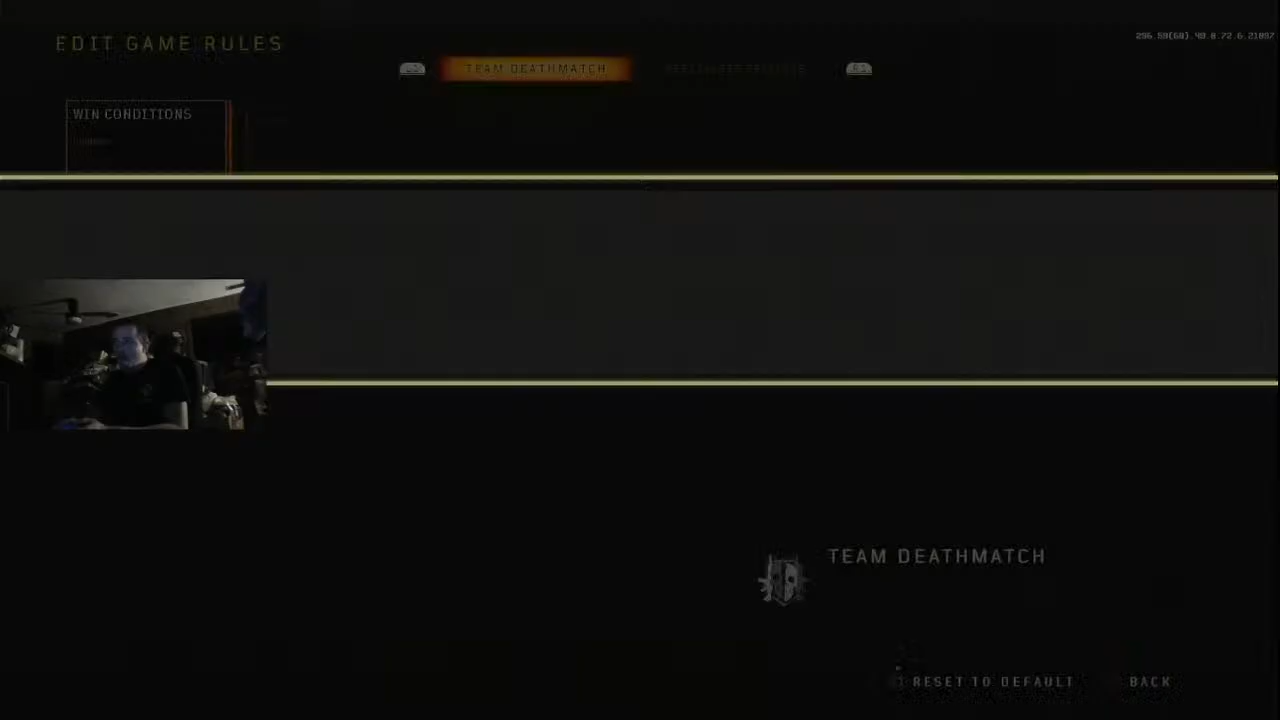 EDIT GAME RULES
TEAM DEATHMATCH
WIN CONDITIONS
TEAM DEATHMATCH
RESET TO DEFAULT
BACK